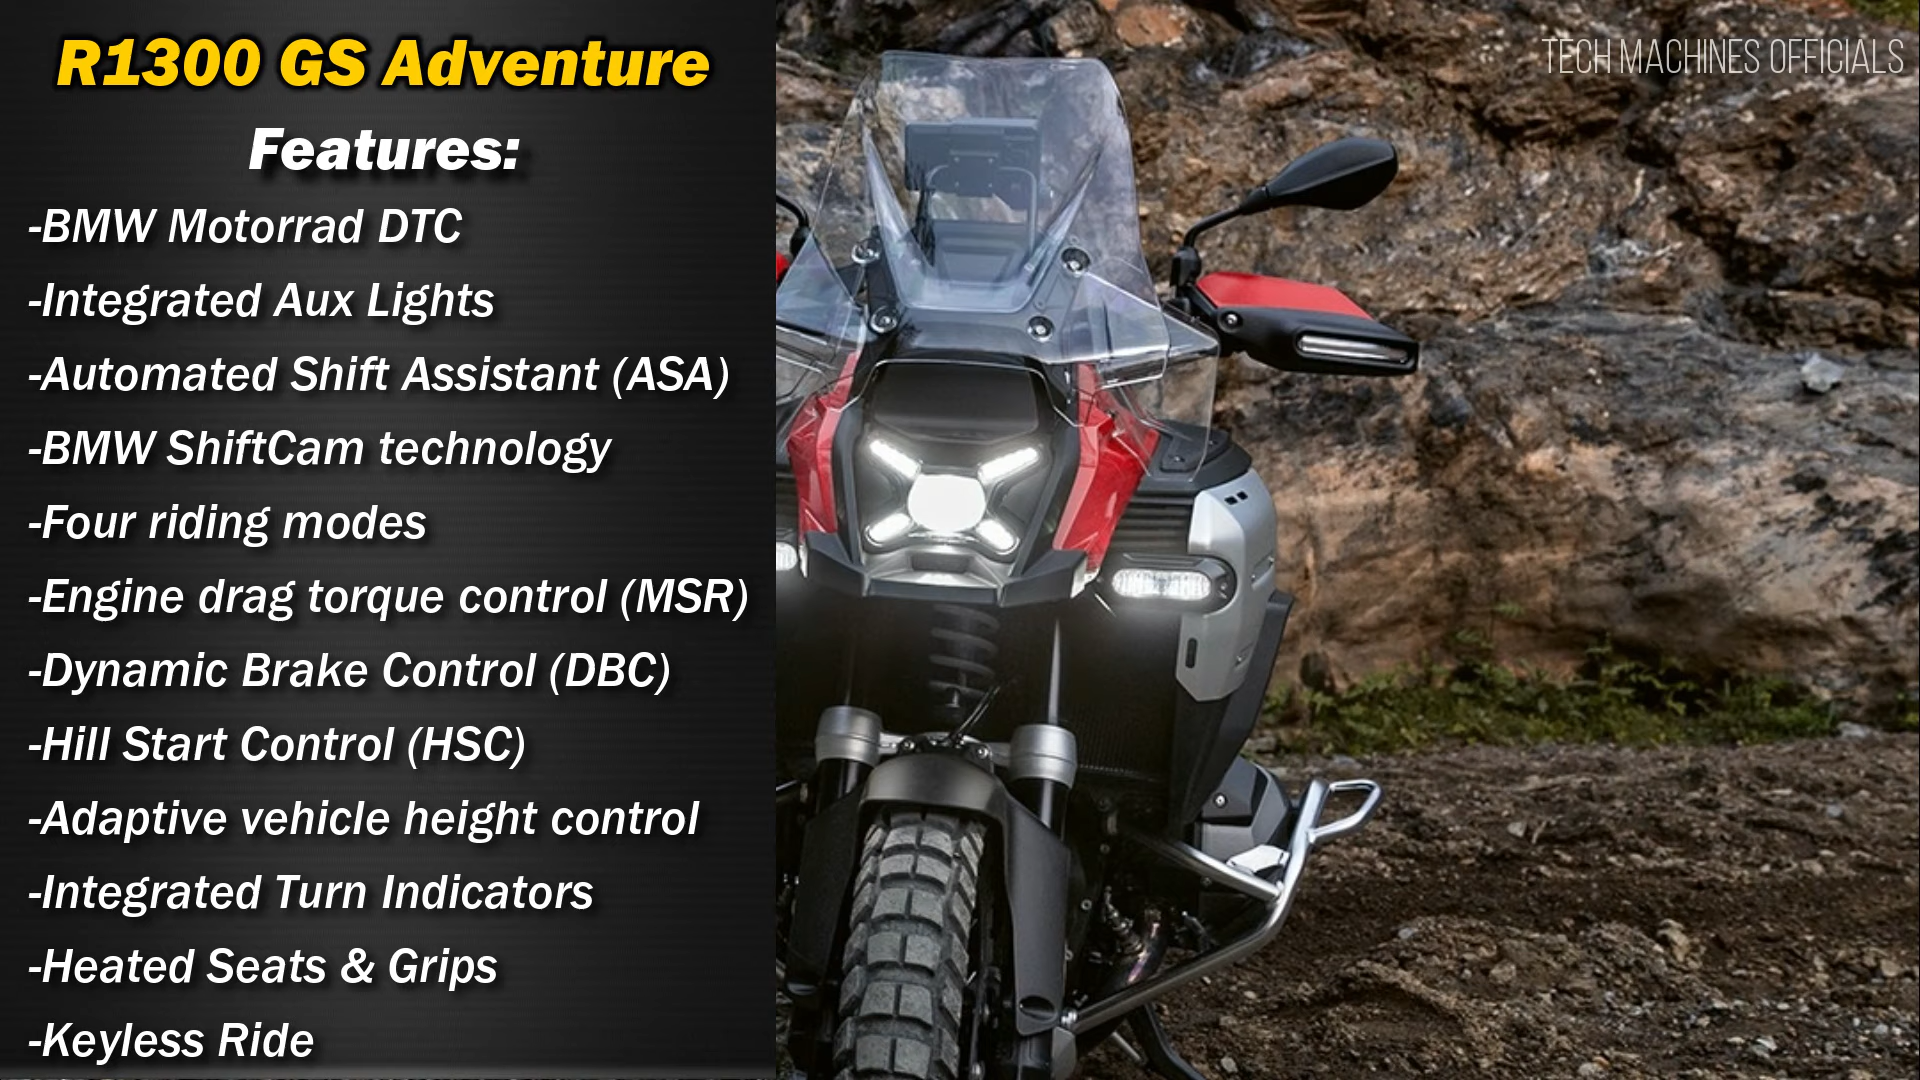 R1300 GS Adventure
TECH MACHINES OFFICIALS
Features:
-BMW Motorrad DTC
-Integrated Aux Lights
-Automated Shift Assistant (ASA)
-BMW ShiftCam technology
-Four riding modes
-Engine drag torque control (MSR)
-Dynamic Brake Control (DBC)
-Hill Start Control (HSC)
-Adaptive vehicle height control
-Integrated Turn Indicators
-Heated Seats & Grips
-Keyless Ride